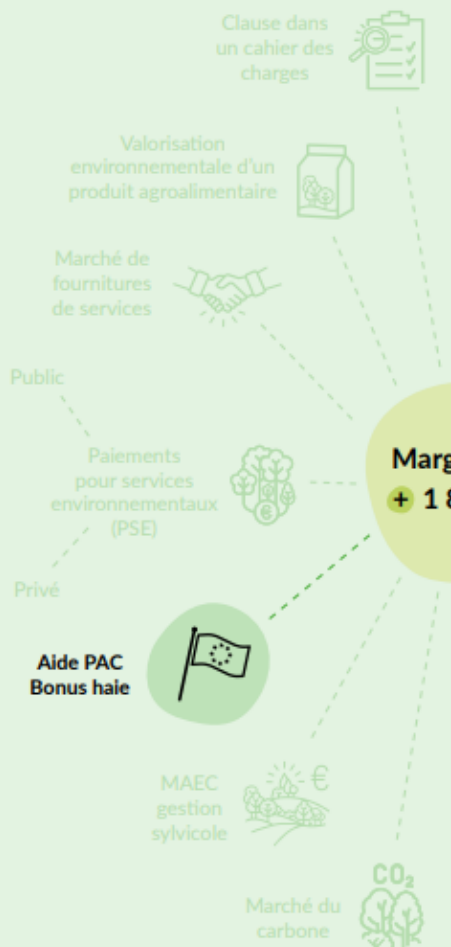 Clause dans
un cahier des
charges
Valorisation
environnementale d'un
produit agroalimentaire
Marché de
fournitures
de services
Public
Paiements
pour services
environnementaux
(PSE)
€
Privé
Marg
+ 1 8
Aide PAC
Bonus haie
MAEC
gestion
sylvicole
€
CO₂
Marché du
carbone